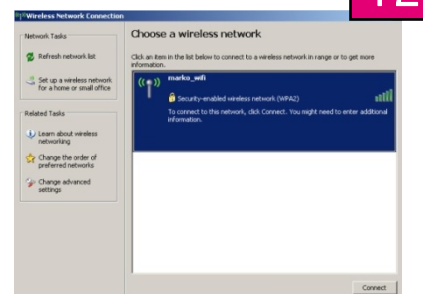 Wireless Network Connection
Network Tasks
Refresh network list
Set up a wireless network
for a home or small office
Related Tasks
Learn about wireless
networking
Change the order of
preferred networks
Change advanced
settings
Choose a wireless network
Click an item in the list below to connect to a wireless network in range or to get more
information.
marko_wifi
Security-enabled wireless network (WPA2)
To connect to this network, click Connect. You might need to enter additional
information.
Connect